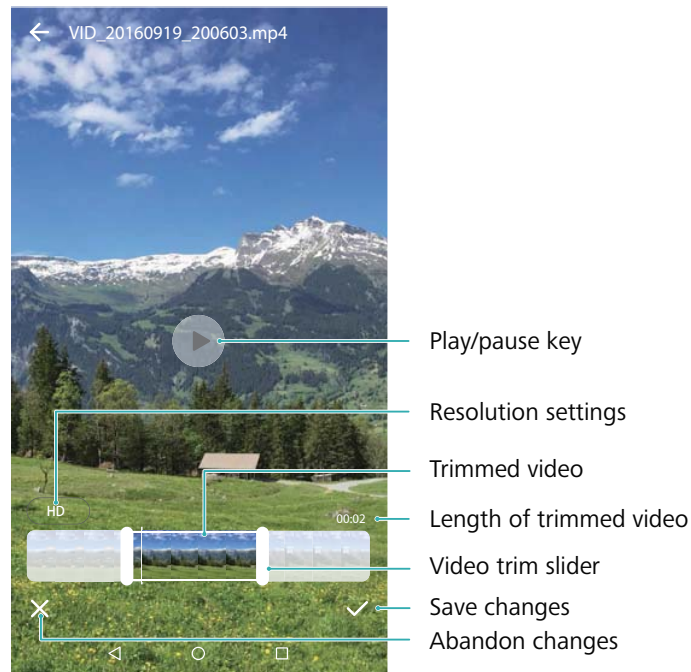 VID_20160919_200603.mp4
Play/pause key
Resolution settings
Trimmed video
HD
00:02
Length of trimmed video
Video trim slider
Save changes
Abandon changes